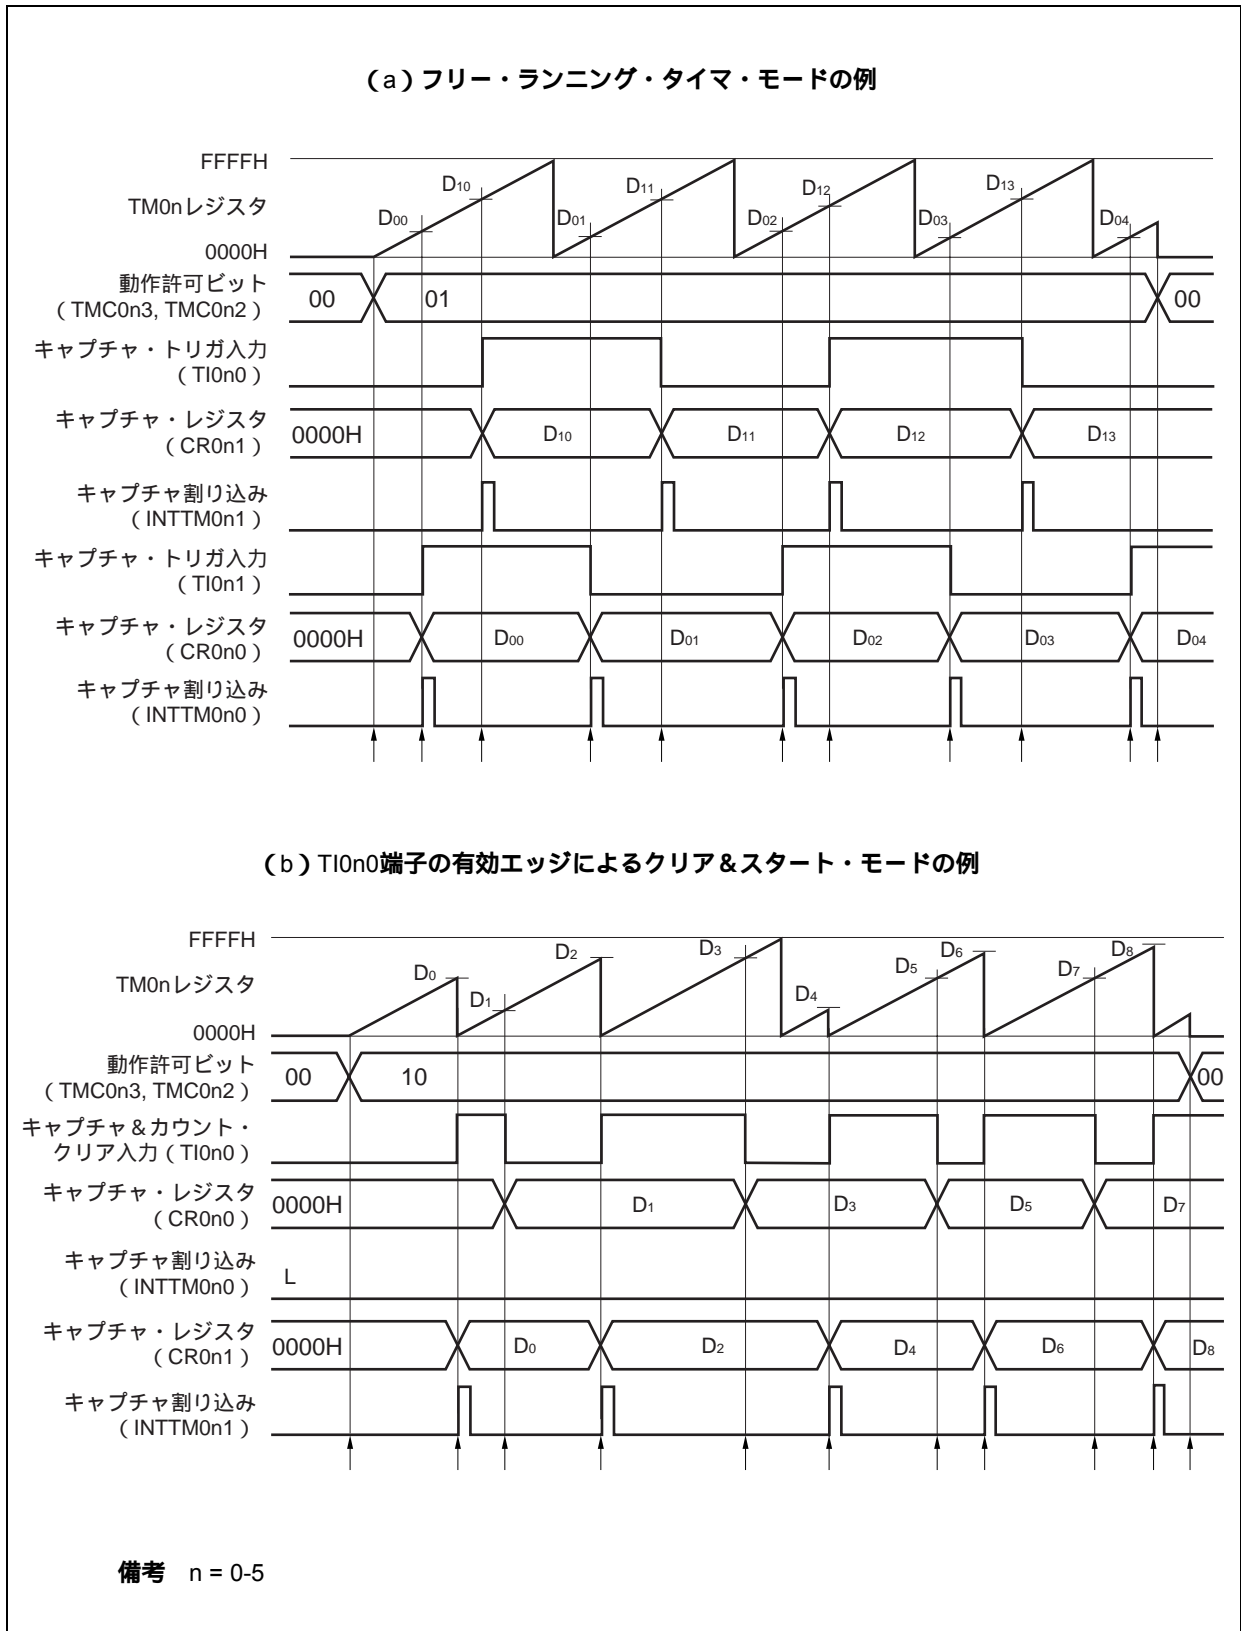 （a）フリー・ランニング・タイマ・モードの例
FFFFH
TM0nレジスタ
0000H
D00
D10
D01
D11
D02
D12
D03
D13
D04
動作許可ビット
（TMC0n3, TMC0n2）
00
01
00
キャプチャ・トリガ入力
（TI0n0）
キャプチャ・レジスタ
（CR0n1）
0000H
D10
D11
D12
D13
キャプチャ割り込み
（INTTM0n1）
キャプチャ・トリガ入力
（TI0n1）
キャプチャ・レジスタ
（CR0n0）
0000H
D00
D01
D02
D03
D04
キャプチャ割り込み
（INTTM0n0）
（b）TI0n0端子の有効エッジによるクリア＆スタート・モードの例
FFFFH
TM0nレジスタ
0000H
D0
D1
D2
D3
D4
D5
D6
D7
D8
動作許可ビット
（TMC0n3, TMC0n2）
00
10
00
キャプチャ＆カウント・
クリア入力（TI0n0）
キャプチャ・レジスタ
（CR0n0）
0000H
D1
D3
D5
D7
キャプチャ割り込み
（INTTM0n0）
L
キャプチャ・レジスタ
（CR0n1）
0000H
D0
D2
D4
D6
D8
キャプチャ割り込み
（INTTM0n1）
備考 n = 0-5